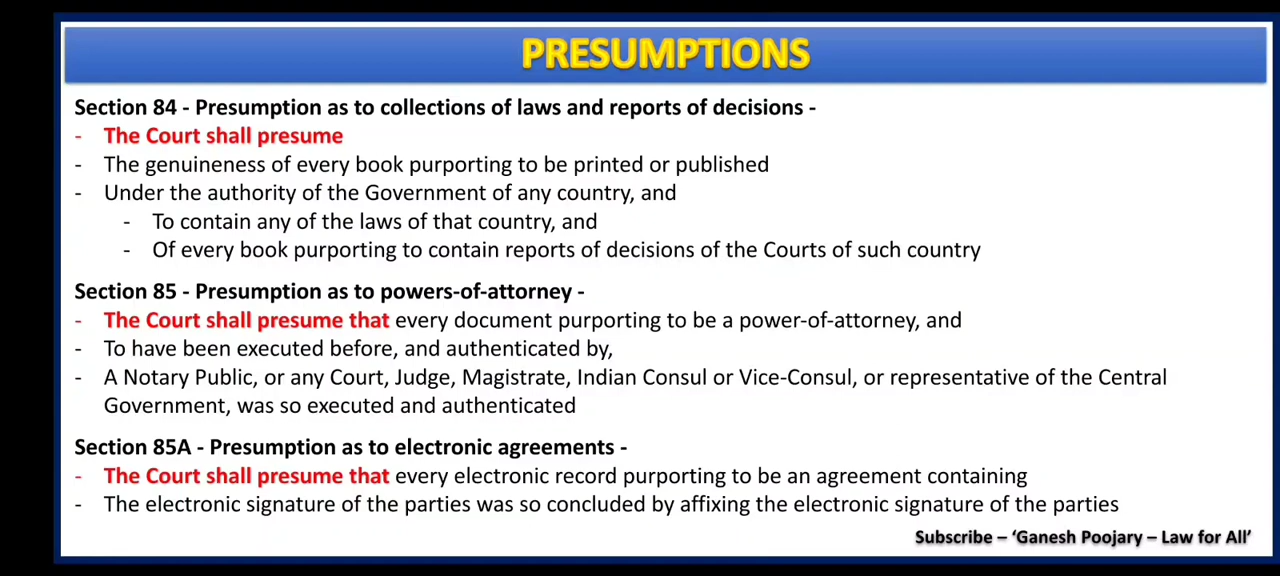 PRESUMPTIONS
Section 84 - Presumption as to collections of laws and reports of decisions -
- The Court shall presume
- The genuineness of every book purporting to be printed or published
- Under the authority of the Government of any country, and
- To contain any of the laws of that country, and
- Of every book purporting to contain reports of decisions of the Courts of such country
Section 85 - Presumption as to powers-of-attorney -
- The Court shall presume that every document purporting to be a power-of-attorney, and
- To have been executed before, and authenticated by,
- A Notary Public, or any Court, Judge, Magistrate, Indian Consul or Vice-Consul, or representative of the Central
Government, was so executed and authenticated
Section 85A - Presumption as to electronic agreements -
- The Court shall presume that every electronic record purporting to be an agreement containing
- The electronic signature of the parties was so concluded by affixing the electronic signature of the parties
Subscribe – ‘Ganesh Poojary – Law for All’